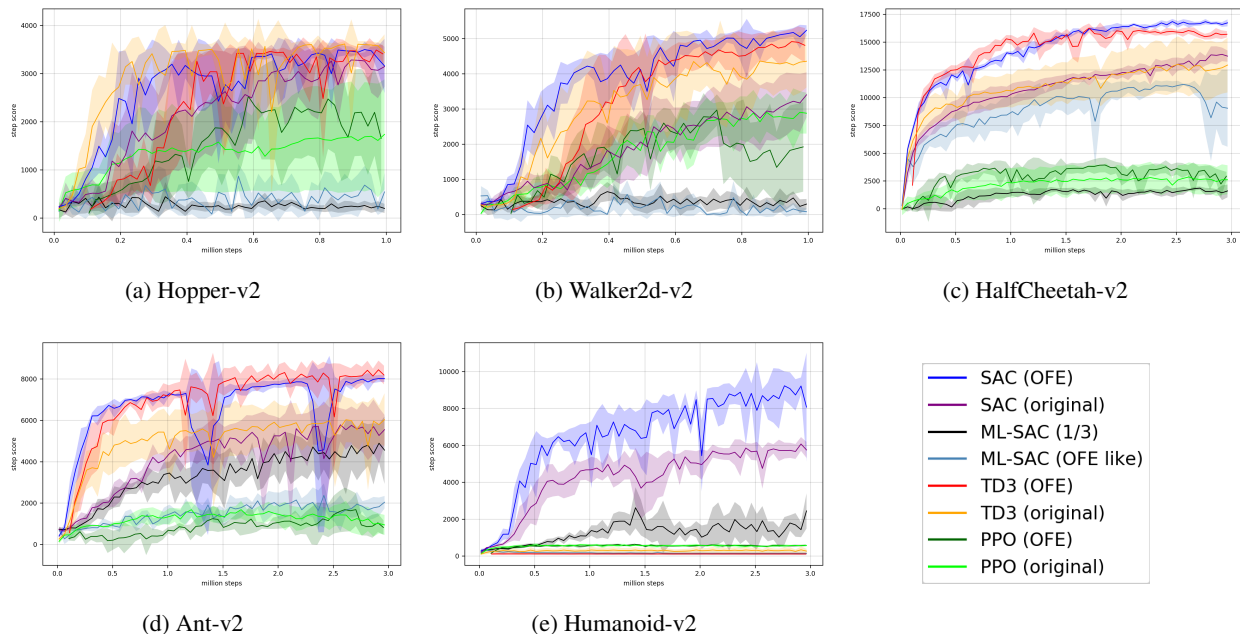 4000
3000
2000
1000
0
step score
0.0 0.2 0.4 0.6 0.8 1.0
million steps
(a) Hopper-v2
5000
4000
3000
2000
1000
0
step score
0.0 0.2 0.4 0.6 0.8 1.0
million steps
(b) Walker2d-v2
17500
15000
12500
10000
7500
5000
2500
0
step score
0.0 0.5 1.0 1.5 2.0 2.5 3.0
million steps
(c) HalfCheetah-v2
8000
6000
4000
2000
0
step score
0.0 0.5 1.0 1.5 2.0 2.5 3.0
million steps
(d) Ant-v2
10000
8000
6000
4000
2000
0
step score
0.0 0.5 1.0 1.5 2.0 2.5 3.0
million steps
(e) Humanoid-v2
SAC (OFE)
SAC (original)
ML-SAC (1/3)
ML-SAC (OFE like)
TD3 (OFE)
TD3 (original)
PPO (OFE)
PPO (original)